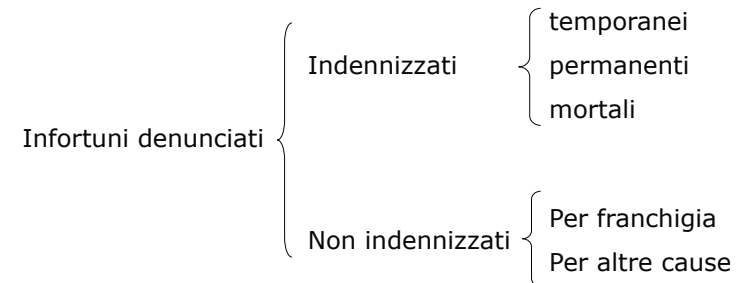 temporanei
Indennizzati
permanenti
mortali
Infortuni denunciati
Per franchigia
Non indennizzati
Per altre cause